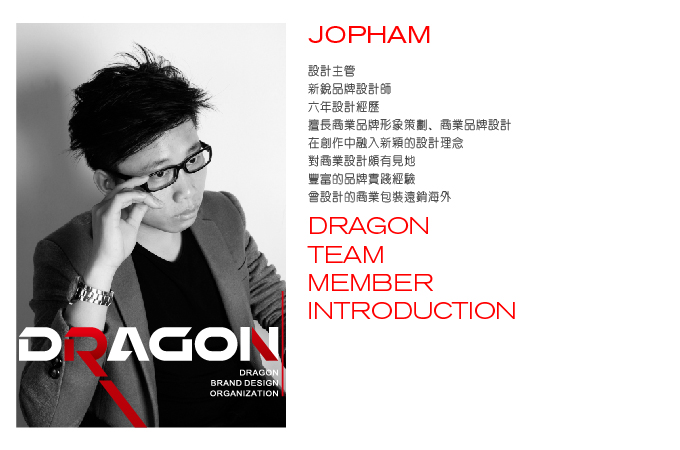 JOPHAM
設計主管
新銳品牌設計師
六年設計經歷
擅長商業品牌形象策劃、商業品牌設計
在創作中融入新穎的設計理念
對商業設計頗有見地
豐富的品牌實踐經驗
曾設計的商業包裝遠銷海外
DRAGON
TEAM
MEMBER
INTRODUCTION
DRAGON
DRAGON
BRAND DESIGN
ORGANIZATION